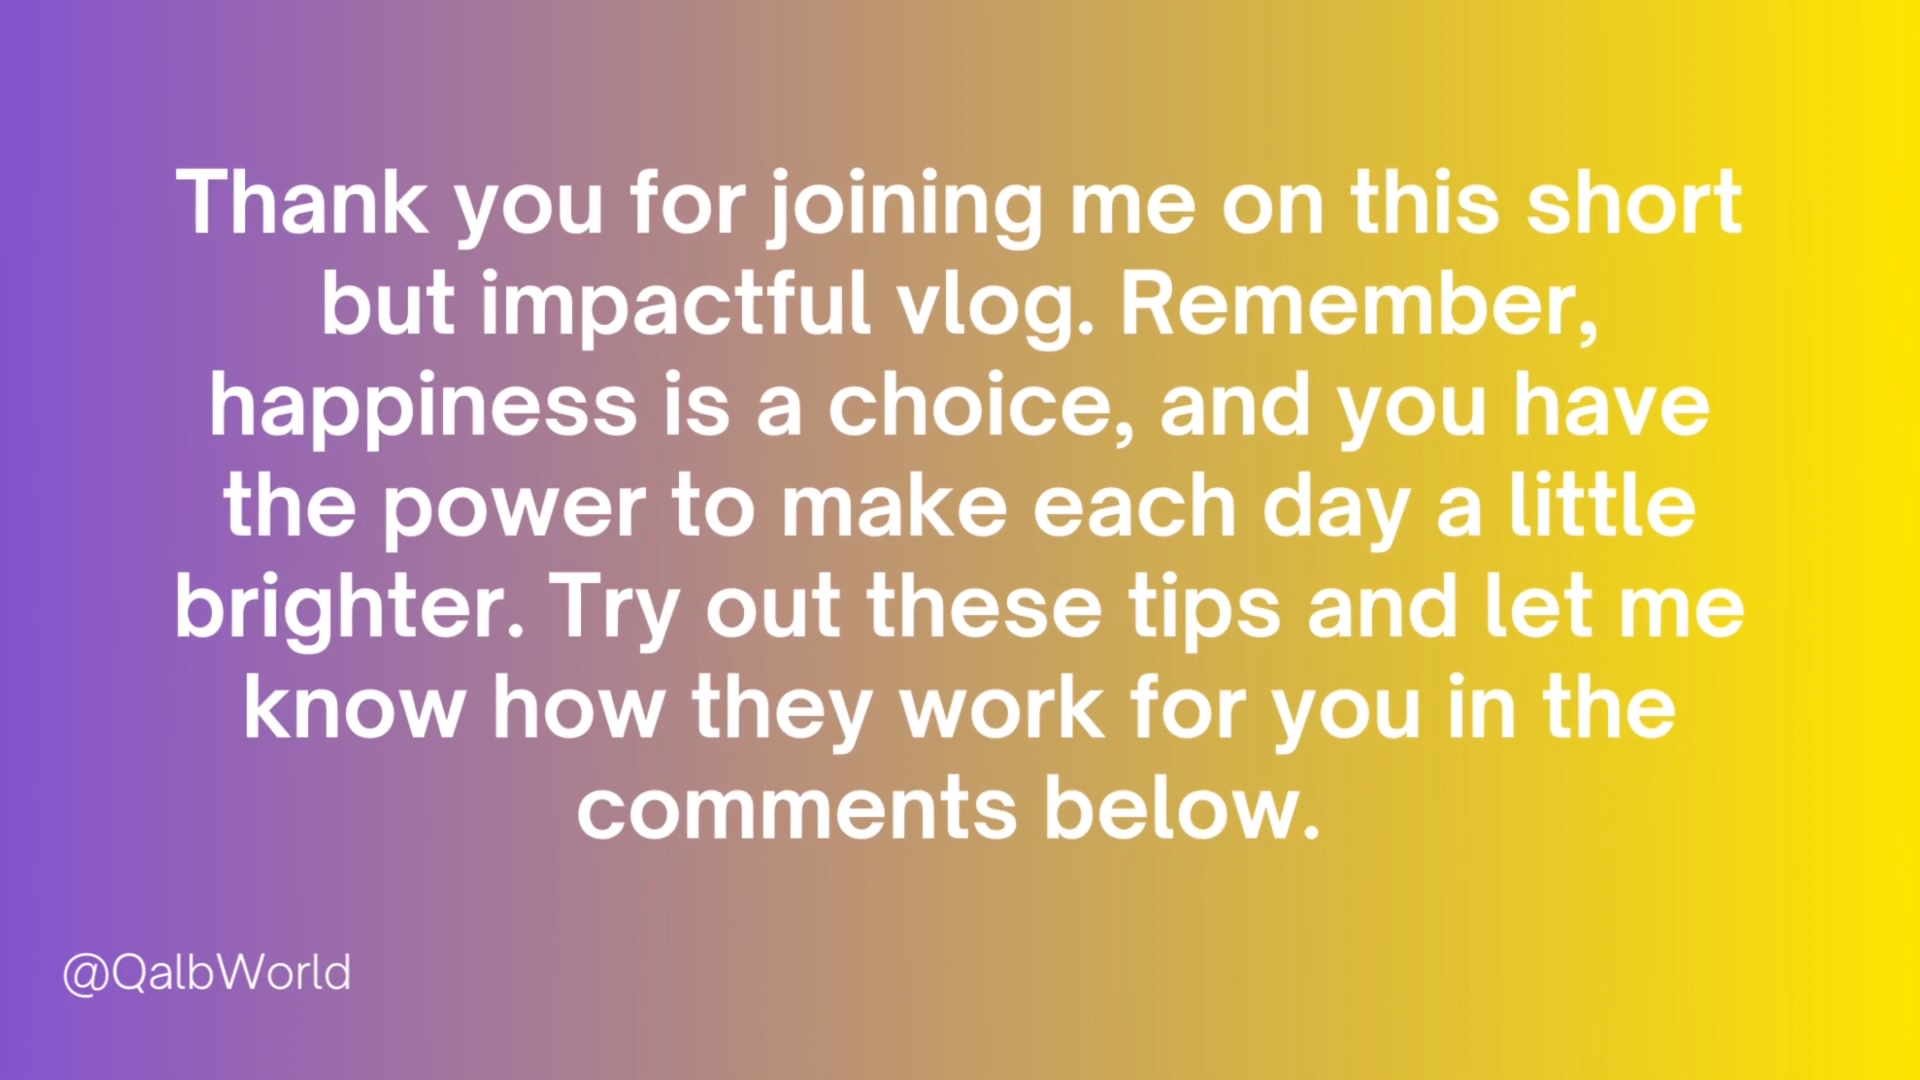 Thank you for joining me on this short
but impactful vlog. Remember,
happiness is a choice, and you have
the power to make each day a little
brighter. Try out these tips and let me
know how they work for you in the
comments below.
@QalbWorld